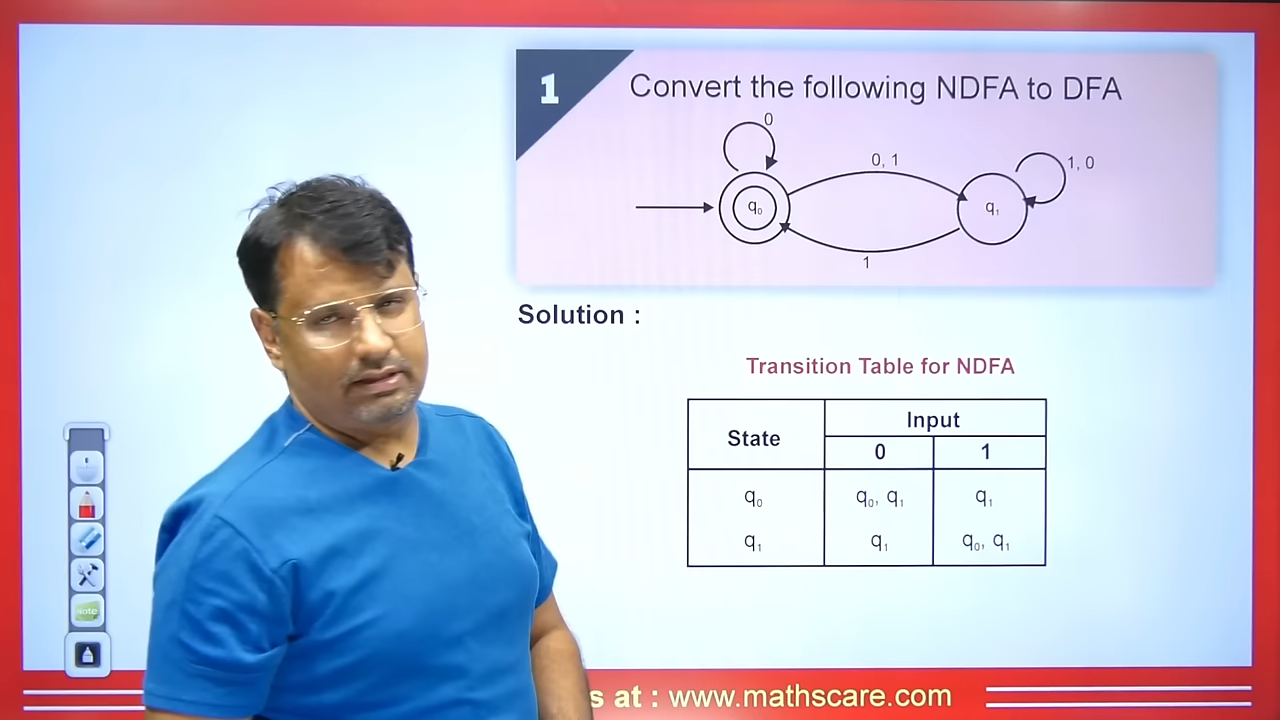 1
Convert the following NDFA to DFA
0
0, 1
1, 0
q₀
q₁
1
Solution :
Transition Table for NDFA
State
Input
0
1
q₀
q₀, q₁
q₁
q₁
q₁
q₀, q₁
note
s at : www.mathscare.com